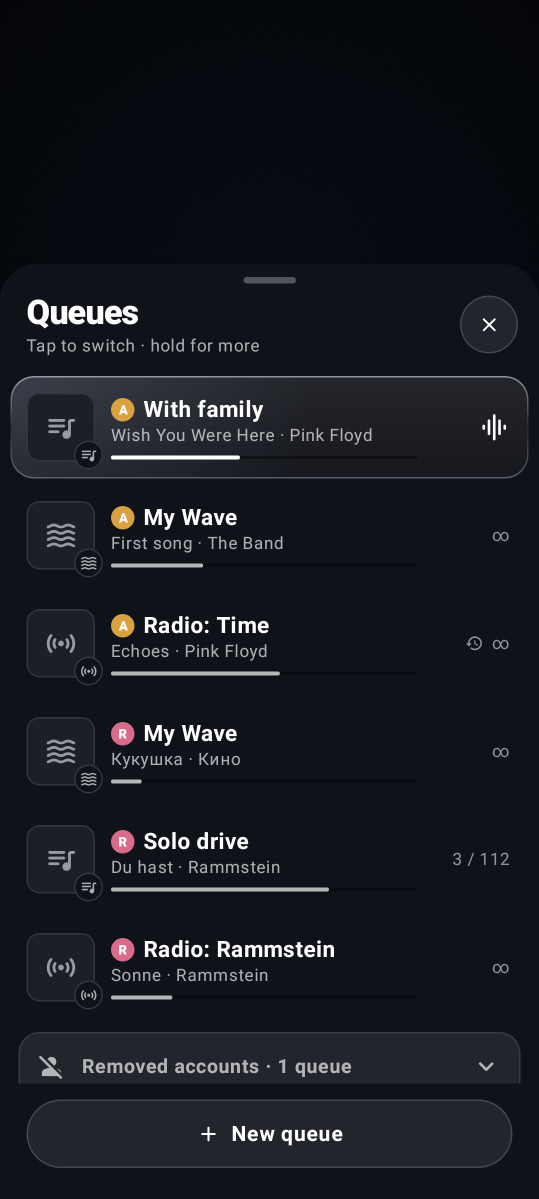 Queues
Tap to switch · hold for more
A With family
Wish You Were Here · Pink Floyd
A My Wave
First song · The Band
∞
A Radio: Time
Echoes · Pink Floyd
∞
R My Wave
Кукушка · Кино
∞
R Solo drive
Du hast · Rammstein
3 / 112
R Radio: Rammstein
Sonne · Rammstein
∞
Removed accounts · 1 queue
+ New queue